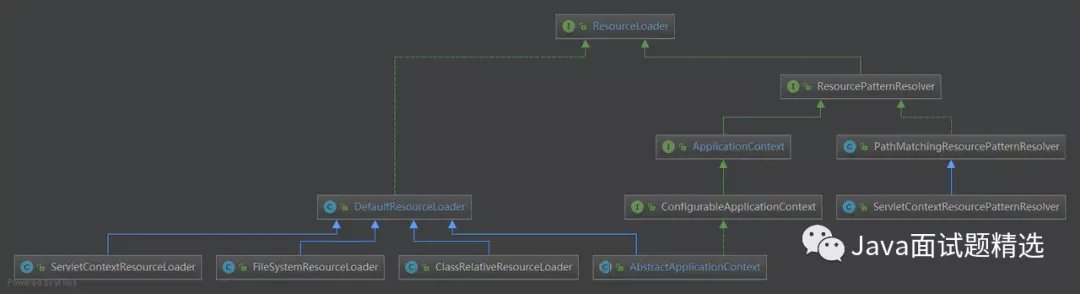 ResourceLoader
ResourcePatternResolver
ApplicationContext
PathMatchingResourcePatternResolver
DefaultResourceLoader
ConfigurableApplicationContext
ServletContextResourcePatternResolver
ServletContextResourceLoader
FileSystemResourceLoader
ClassRelativeResourceLoader
AbstractApplicationContext
Java面试题精选
Powered by yFiles